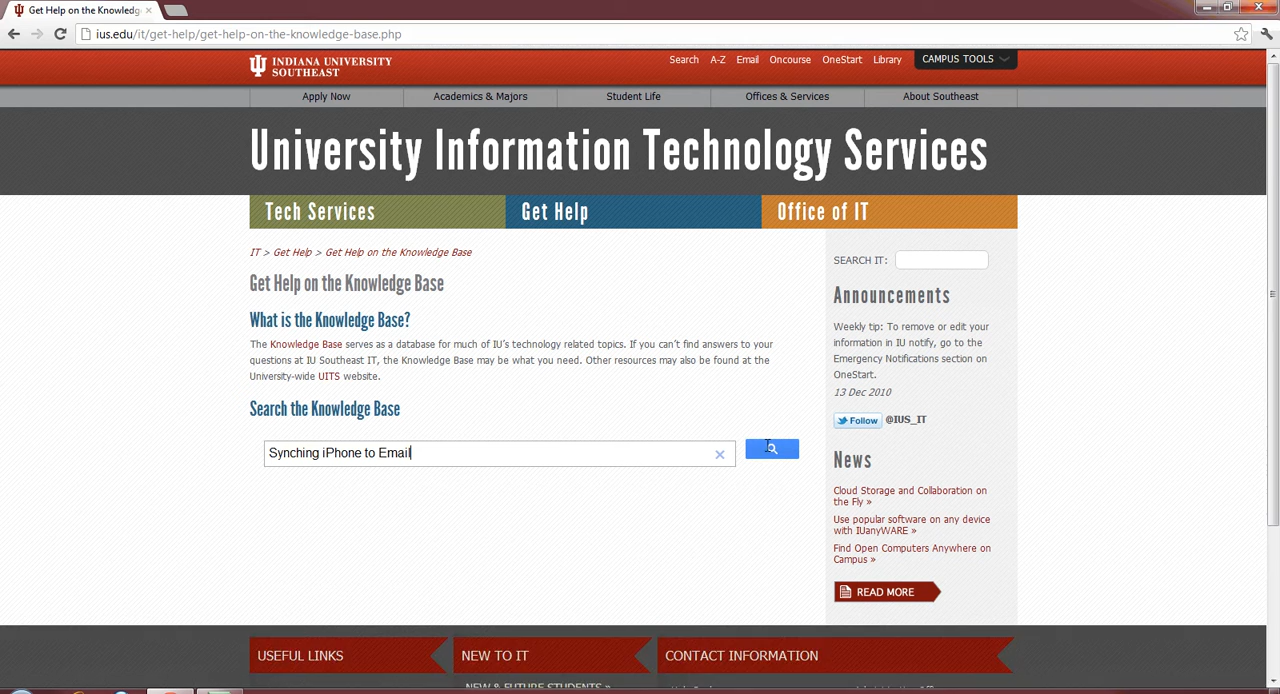 Get Help on the Knowledg
ius.edu/it/get-help/get-help-on-the-knowledge-base.php
INDIANA UNIVERSITY
SOUTHEAST
Search A-Z Email Oncourse OneStart Library CAMPUS TOOLS
Apply Now Academics & Majors Student Life Offices & Services About Southeast
University Information Technology Services
Tech Services Get Help Office of IT
IT > Get Help > Get Help on the Knowledge Base
Get Help on the Knowledge Base
What is the Knowledge Base?
The Knowledge Base serves as a database for much of IU's technology related topics. If you can't find answers to your
questions at IU Southeast IT, the Knowledge Base may be what you need. Other resources may also be found at the
University-wide UITS website.
Search the Knowledge Base
Synching iPhone to Email
SEARCH IT:
Announcements
Weekly tip: To remove or edit your
information in IU notify, go to the
Emergency Notifications section on
OneStart.
13 Dec 2010
Follow @IUS_IT
News
Cloud Storage and Collaboration on
the Fly »
Use popular software on any device
with IUanyWARE »
Find Open Computers Anywhere on
Campus »
READ MORE
USEFUL LINKS NEW TO IT CONTACT INFORMATION
NEW & FUTURE STUDENTS »